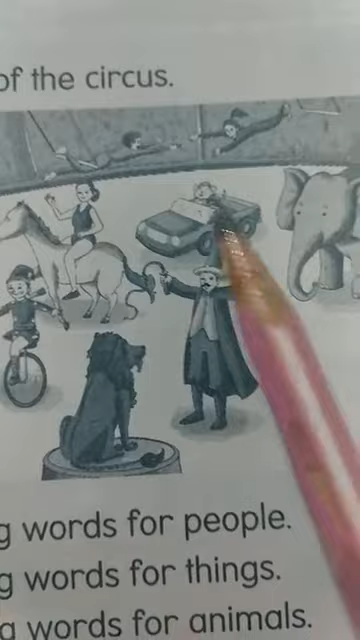 of the circus.
g words for people.
g words for things.
g words for animals.